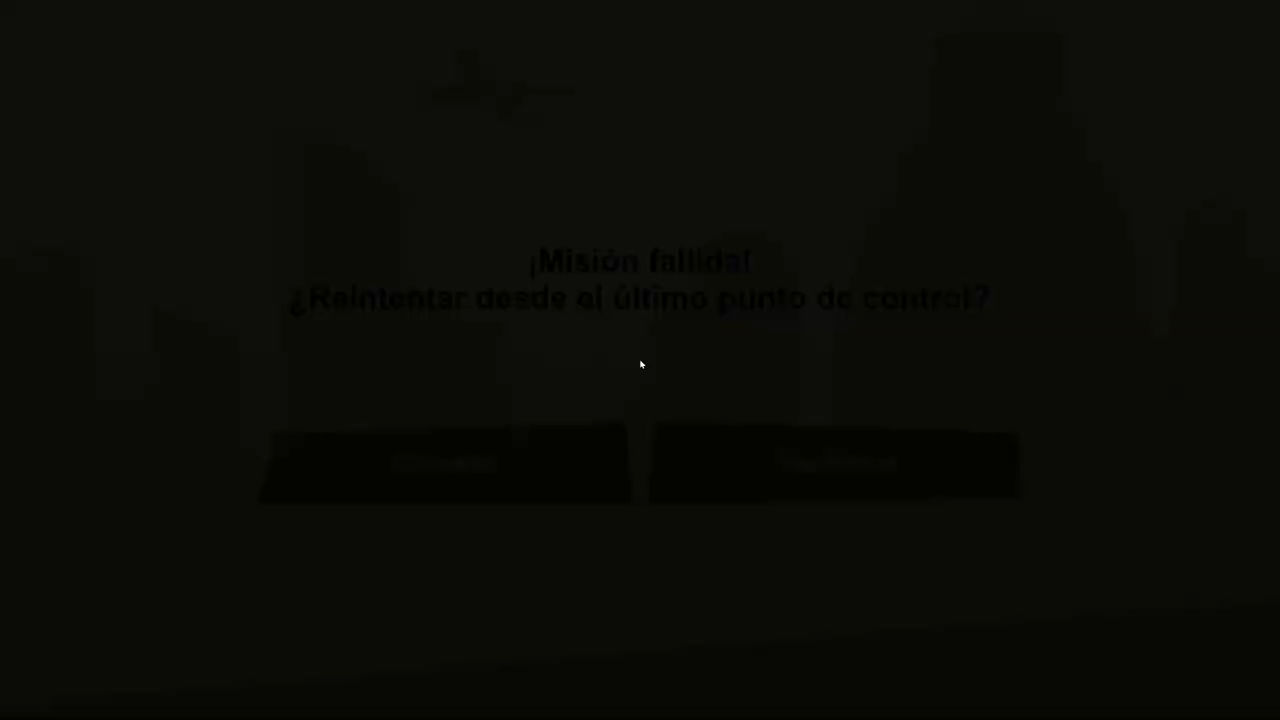 ¡Misión fallida!
¿Reintentar desde el último punto de control?